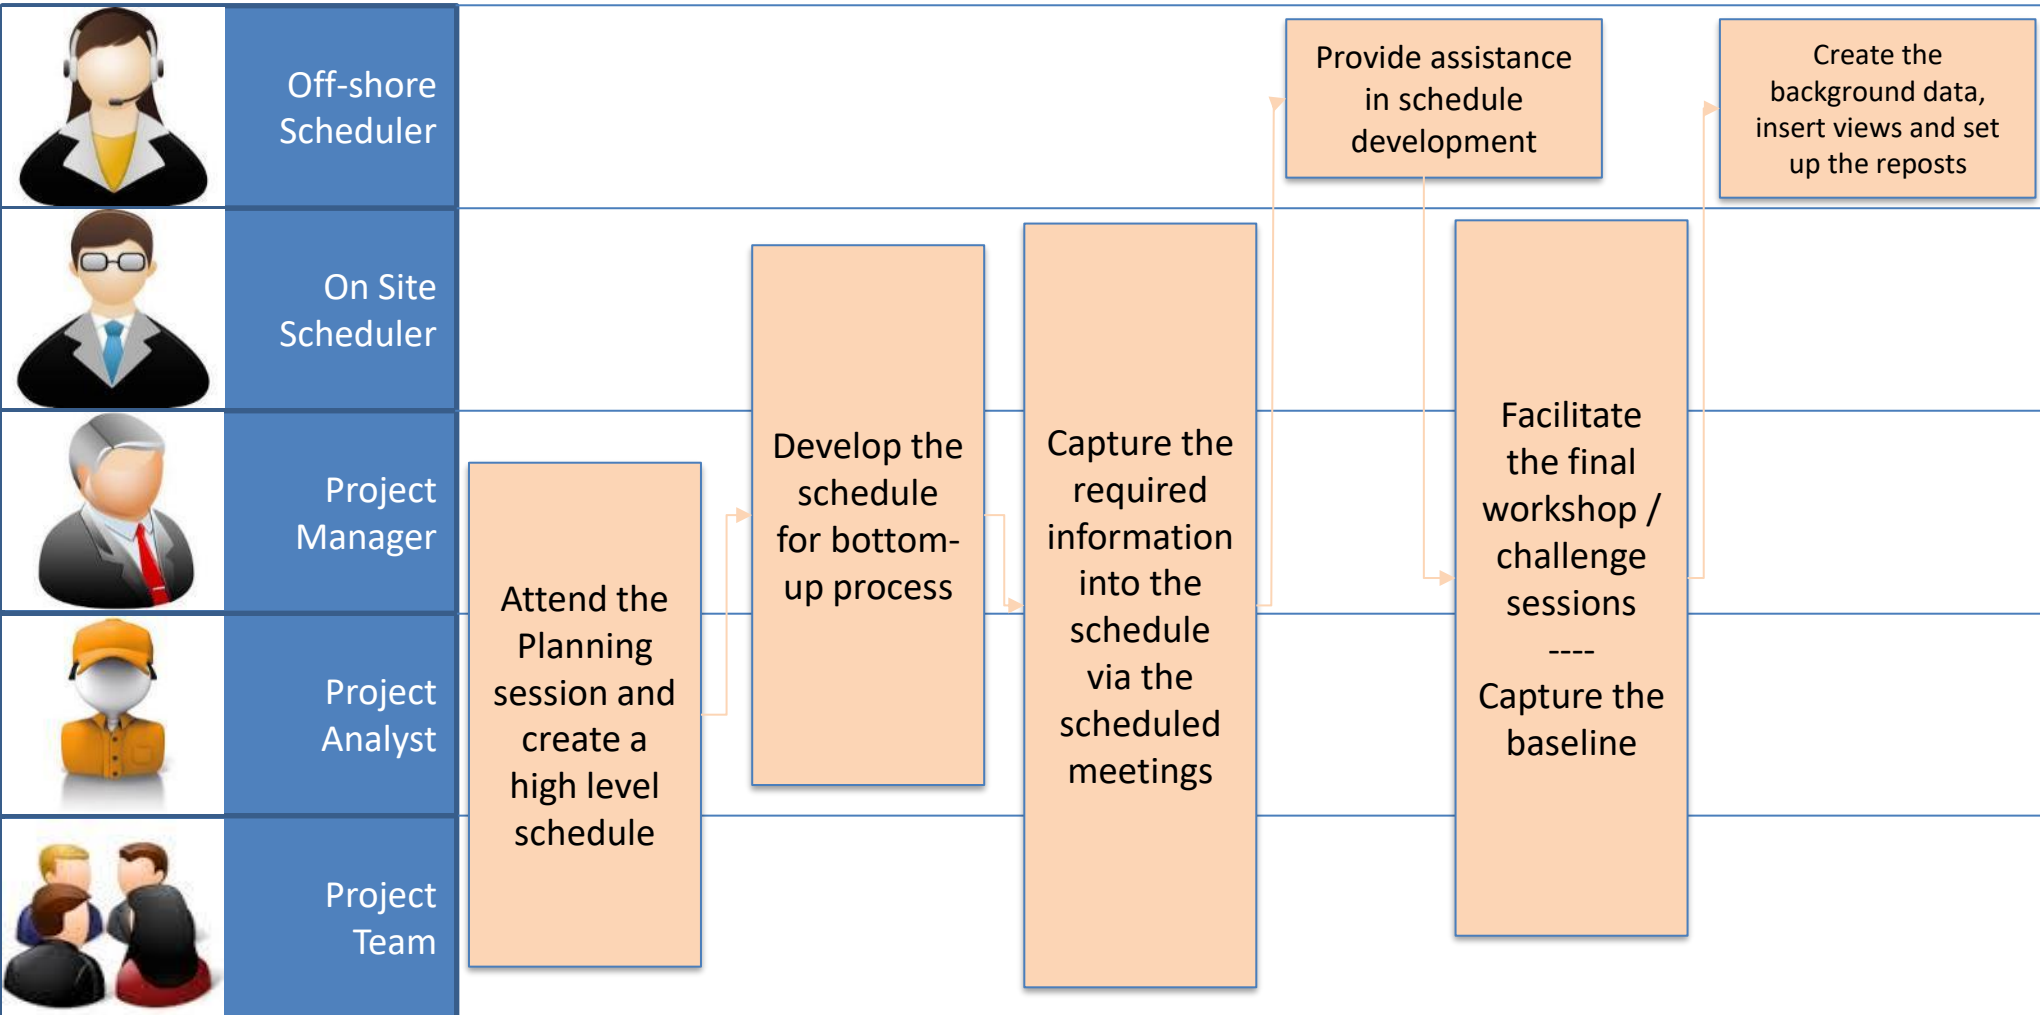 Off-shore
Scheduler
On Site
Scheduler
Project
Manager
Project
Analyst
Project
Team
Attend the
Planning
session and
create a
high level
schedule
Develop the
schedule
for bottom-
up process
Capture the
required
information
into the
schedule
via the
scheduled
meetings
Provide assistance
in schedule
development
Facilitate
the final
workshop /
challenge
sessions
----
Capture the
baseline
Create the
background data,
insert views and set
up the reposts